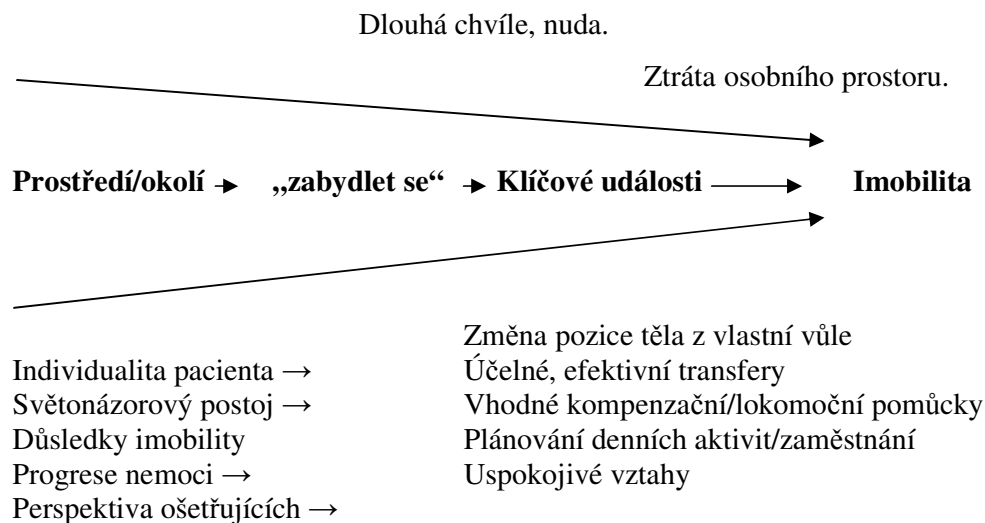 Dlouhá chvíle, nuda.
Ztráta osobního prostoru.
Prostředí/okolí → „zabydlet se“ → Klíčové události → Imobilita
Změna pozice těla z vlastní vůle
Individualita pacienta → Účelné, efektivní transfery
Světonázorový postoj → Vhodné kompenzační/lokomoční pomůcky
Důsledky imobility Plánování denních aktivit/zaměstnání
Progrese nemoci → Uspokojivé vztahy
Perspektiva ošetřujících →